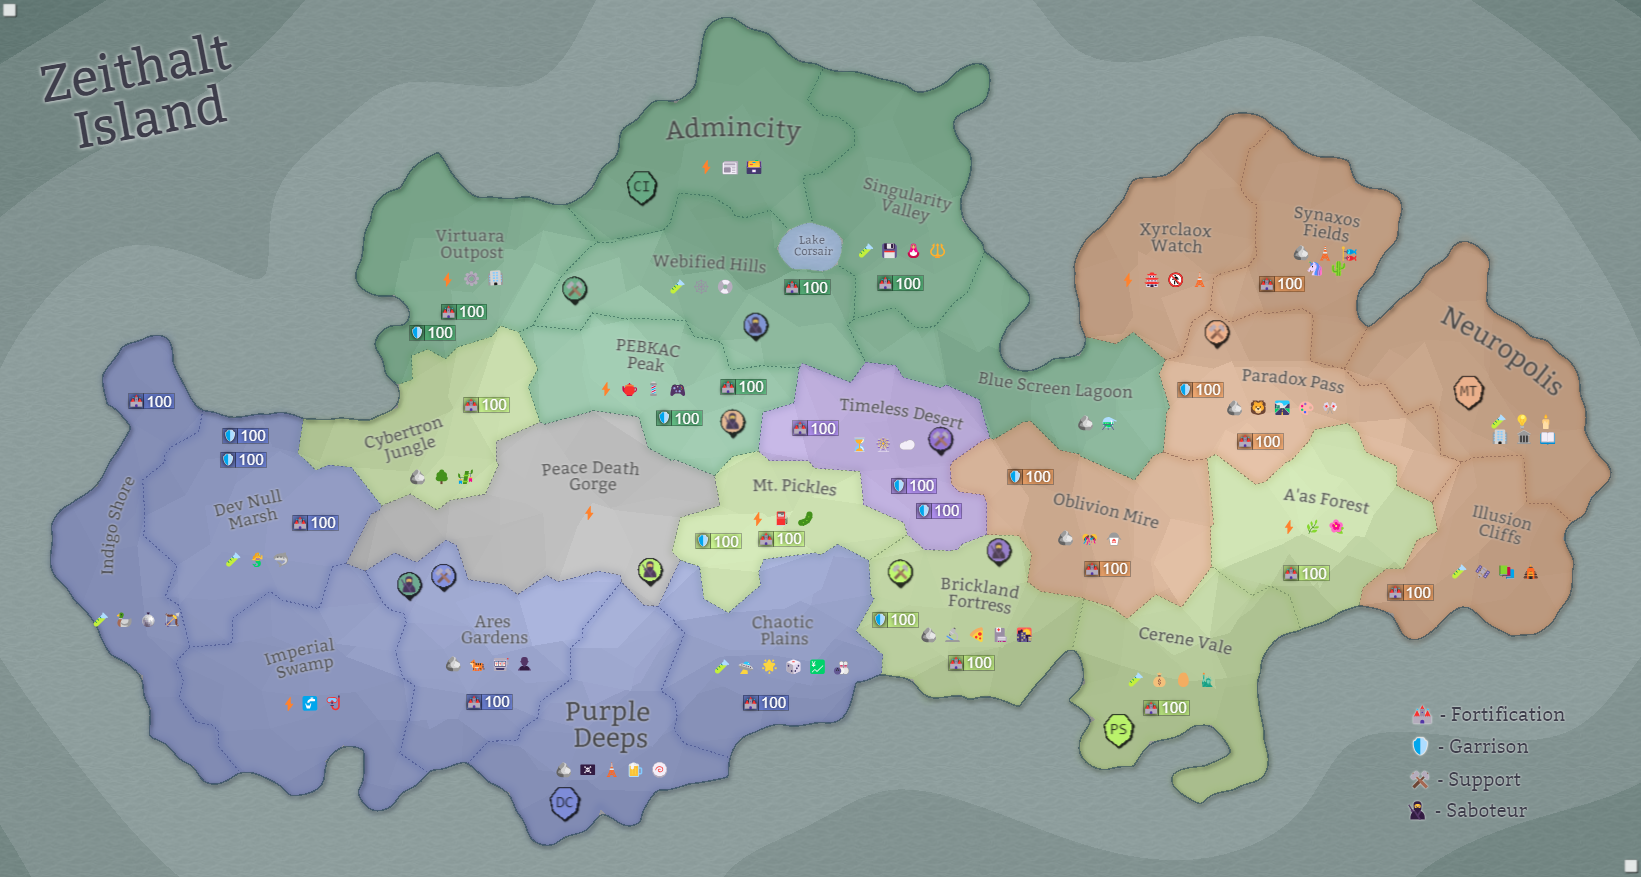 Zeithalt
Island
Admincity
CI
Singularity
Valley
Lake
Corsair
100
100
Virtuara
Outpost
100
100
Webified Hills
PEBKAC
Peak
100
100
Xyrclaox
Watch
Synaxos
Fields
100
Neuropolis
MT
Blue Screen Lagoon
Paradox Pass
100
100
Timeless Desert
100
100
100
100
Cybertron
Jungle
100
Indigo Shore
100
100
Dev Null
Marsh
100
Peace Death
Gorge
Mt. Pickles
100
100
Oblivion Mire
100
100
A'as Forest
100
Illusion
Cliffs
100
Brickland
Fortress
100
100
Cerene Vale
100
PS
Ares
Gardens
100
Imperial
Swamp
Chaotic
Plains
100
Purple
Deeps
DC
- Fortification
- Garrison
- Support
- Saboteur